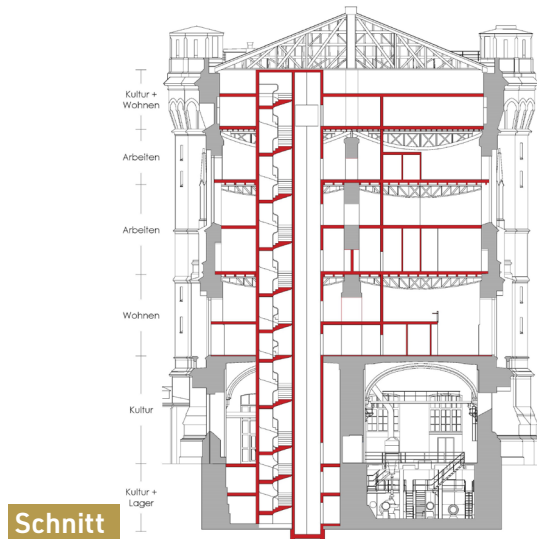 Kultur +
Wohnen
Arbeiten
Arbeiten
Wohnen
Kultur
Kultur +
Lager
Schnitt